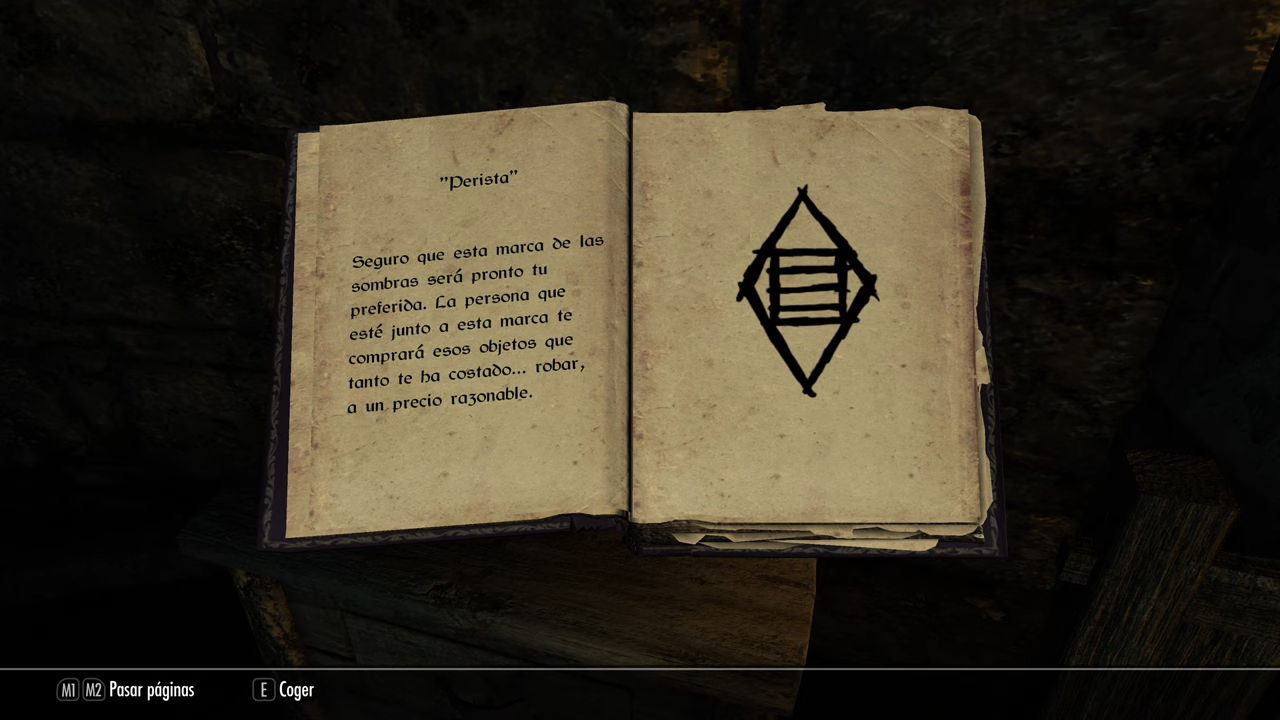 "Perista"
Seguro que esta marca de las
sombras será pronto tu
preferida. La persona que
esté junto a esta marca te
comprará esos objetos que
tanto te ha costado... robar,
a un precio razonable.
M1 M2 Pasar páginas
E Coger